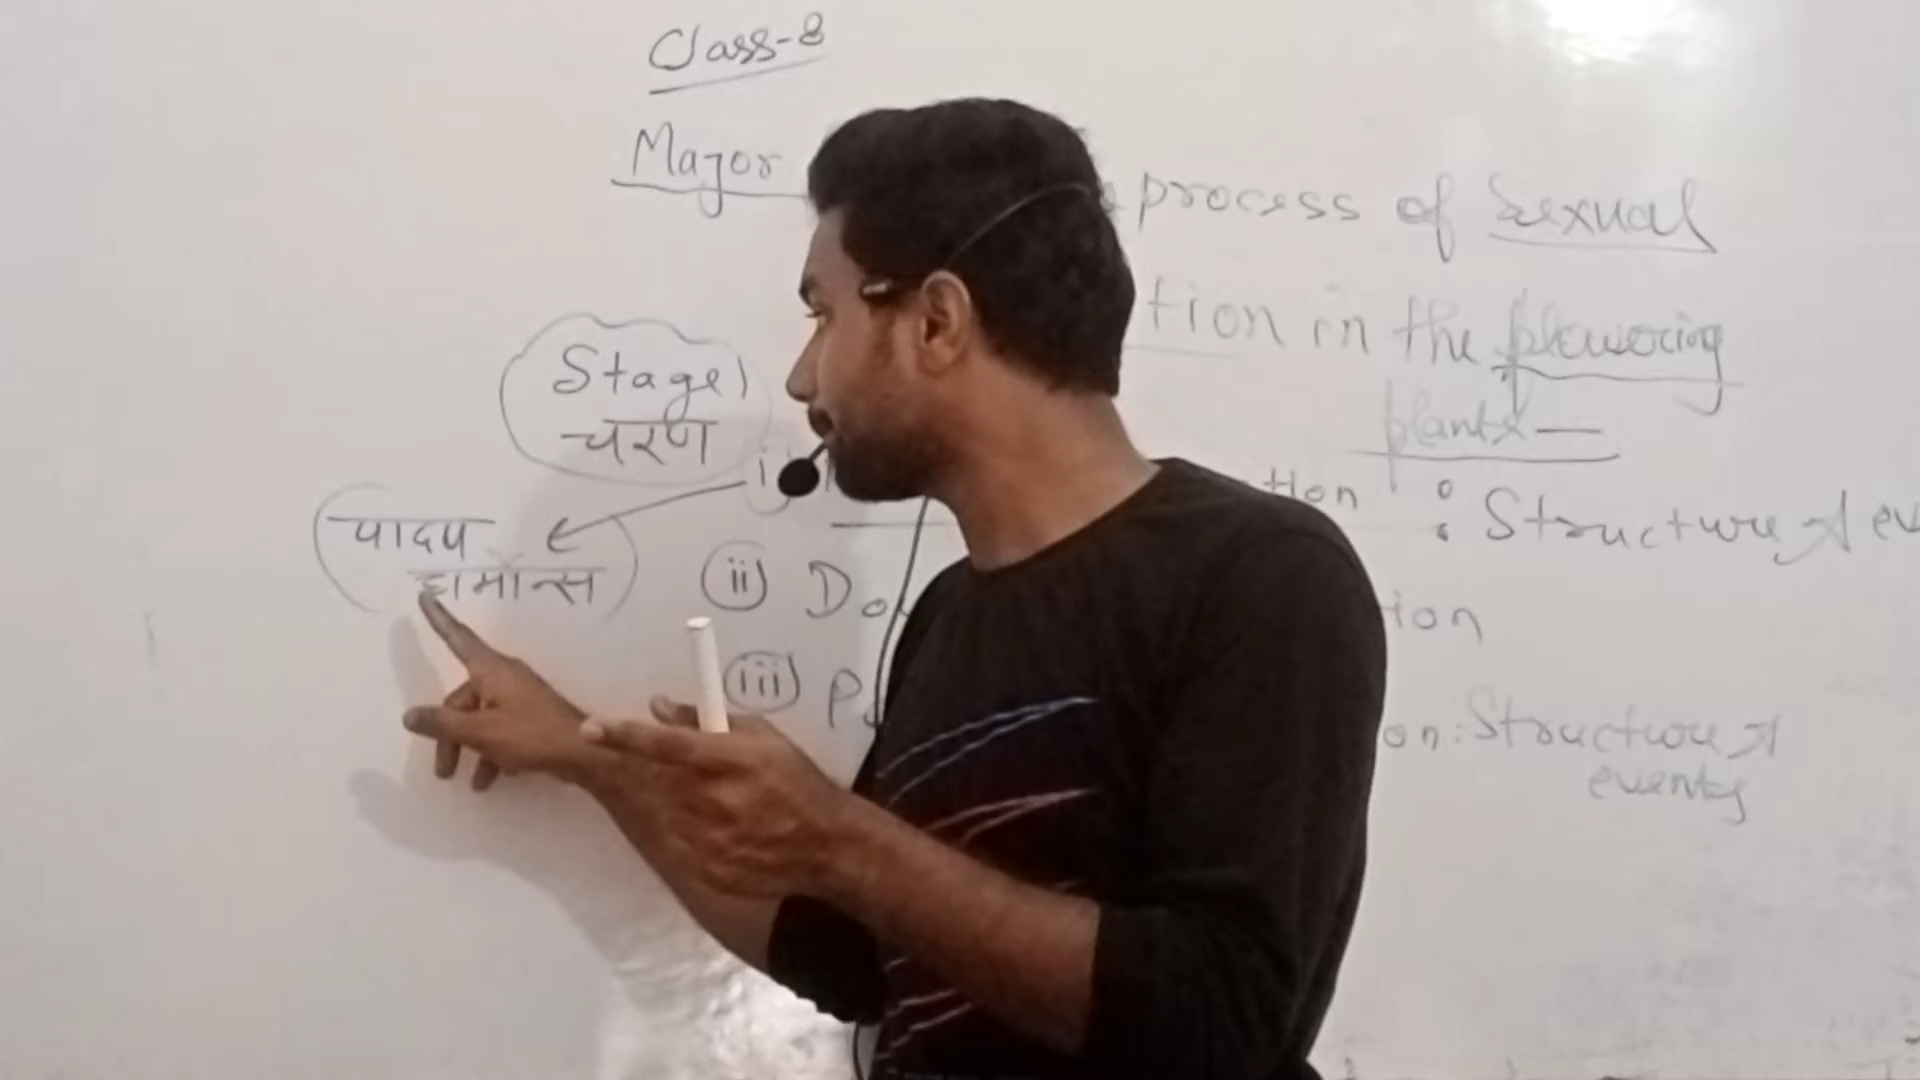 Class-8
Major process of Sexual
tion in the flowering
plants —
Stage/
चरण
i)
tion : Structure & ev
पादप
हार्मोन्स
(ii) Do tion
(iii) P on: Structure &
events